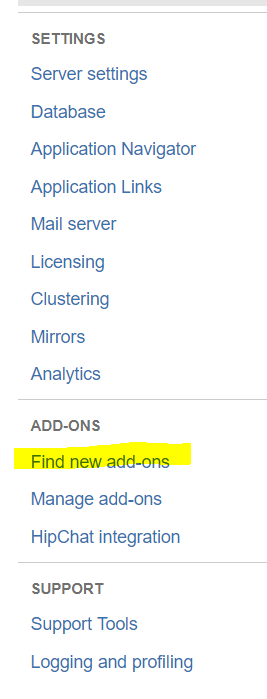 SETTINGS
Server settings
Database
Application Navigator
Application Links
Mail server
Licensing
Clustering
Mirrors
Analytics
ADD-ONS
Find new add-ons
Manage add-ons
HipChat integration
SUPPORT
Support Tools
Logging and profiling